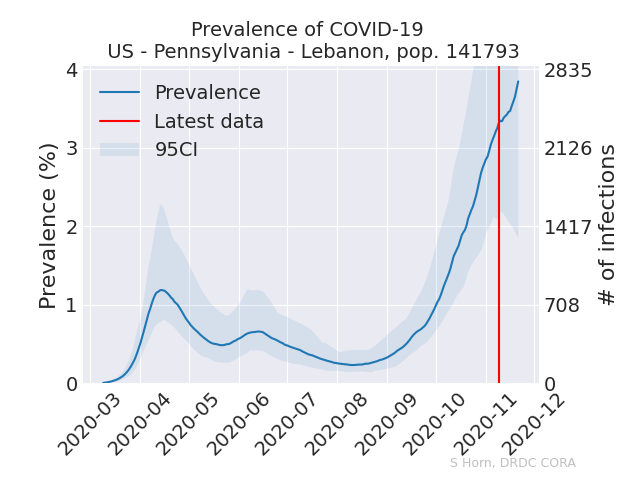 Prevalence of COVID-19
US - Pennsylvania - Lebanon, pop. 141793
4
3
2
1
0
Prevalence (%)
Prevalence
Latest data
95CI
2835
2126
1417
708
0
# of infections
2020-03
2020-04
2020-05
2020-06
2020-07
2020-08
2020-09
2020-10
2020-11
2020-12
S Horn, DRDC CORA